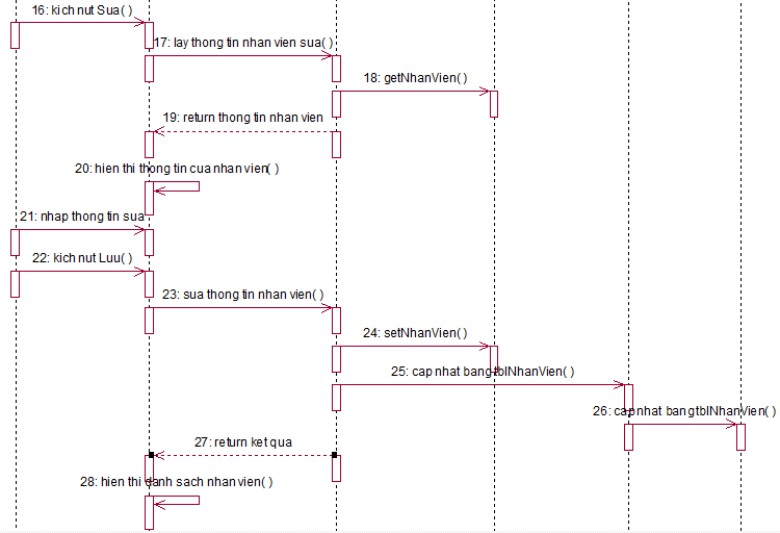 16: kich nut Sua( )
17: lay thong tin nhan vien sua( )
18: getNhanVien( )
19: return thong tin nhan vien
20: hien thi thong tin cua nhan vien( )
21: nhap thong tin sua
22: kich nut Luu( )
23: sua thong tin nhan vien( )
24: setNhanVien( )
25: cap nhat bang tblNhanVien( )
26: cap nhat bang tblNhanVien( )
27: return ket qua
28: hien thi danh sach nhan vien( )